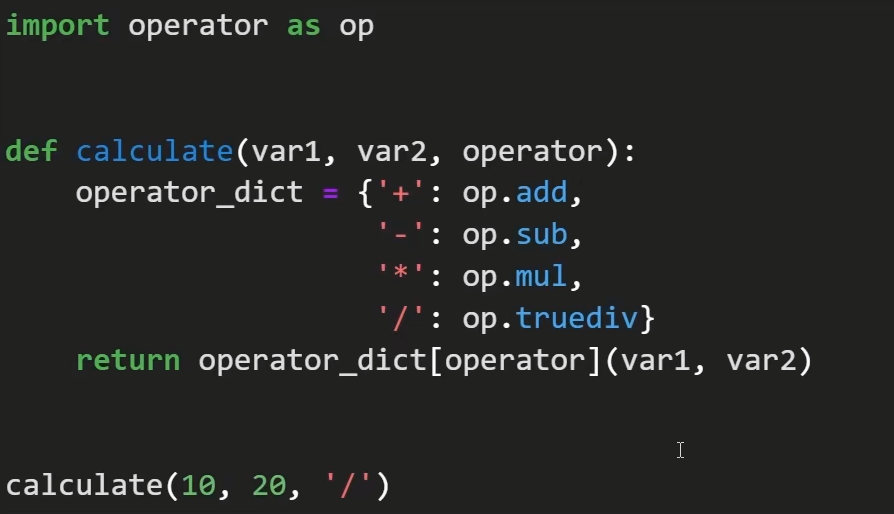 import operator as op
def calculate(var1, var2, operator):
    operator_dict = {'+': op.add,
                     '-': op.sub,
                     '*': op.mul,
                     '/': op.truediv}
    return operator_dict[operator](var1, var2)
calculate(10, 20, '/')